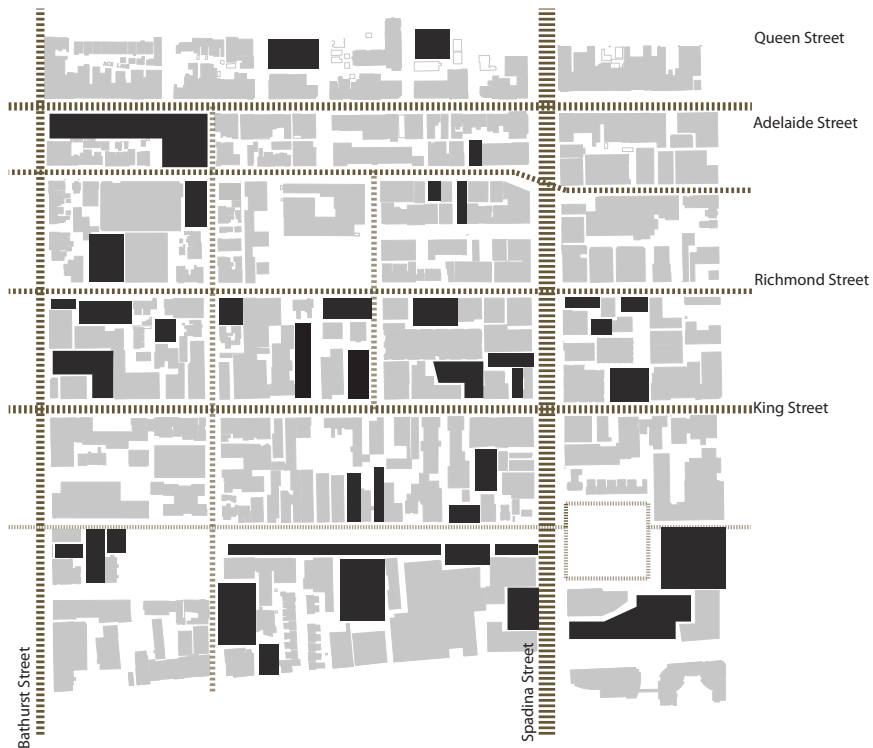 Queen Street
Adelaide Street
Richmond Street
King Street
Bathurst Street
Spadina Street